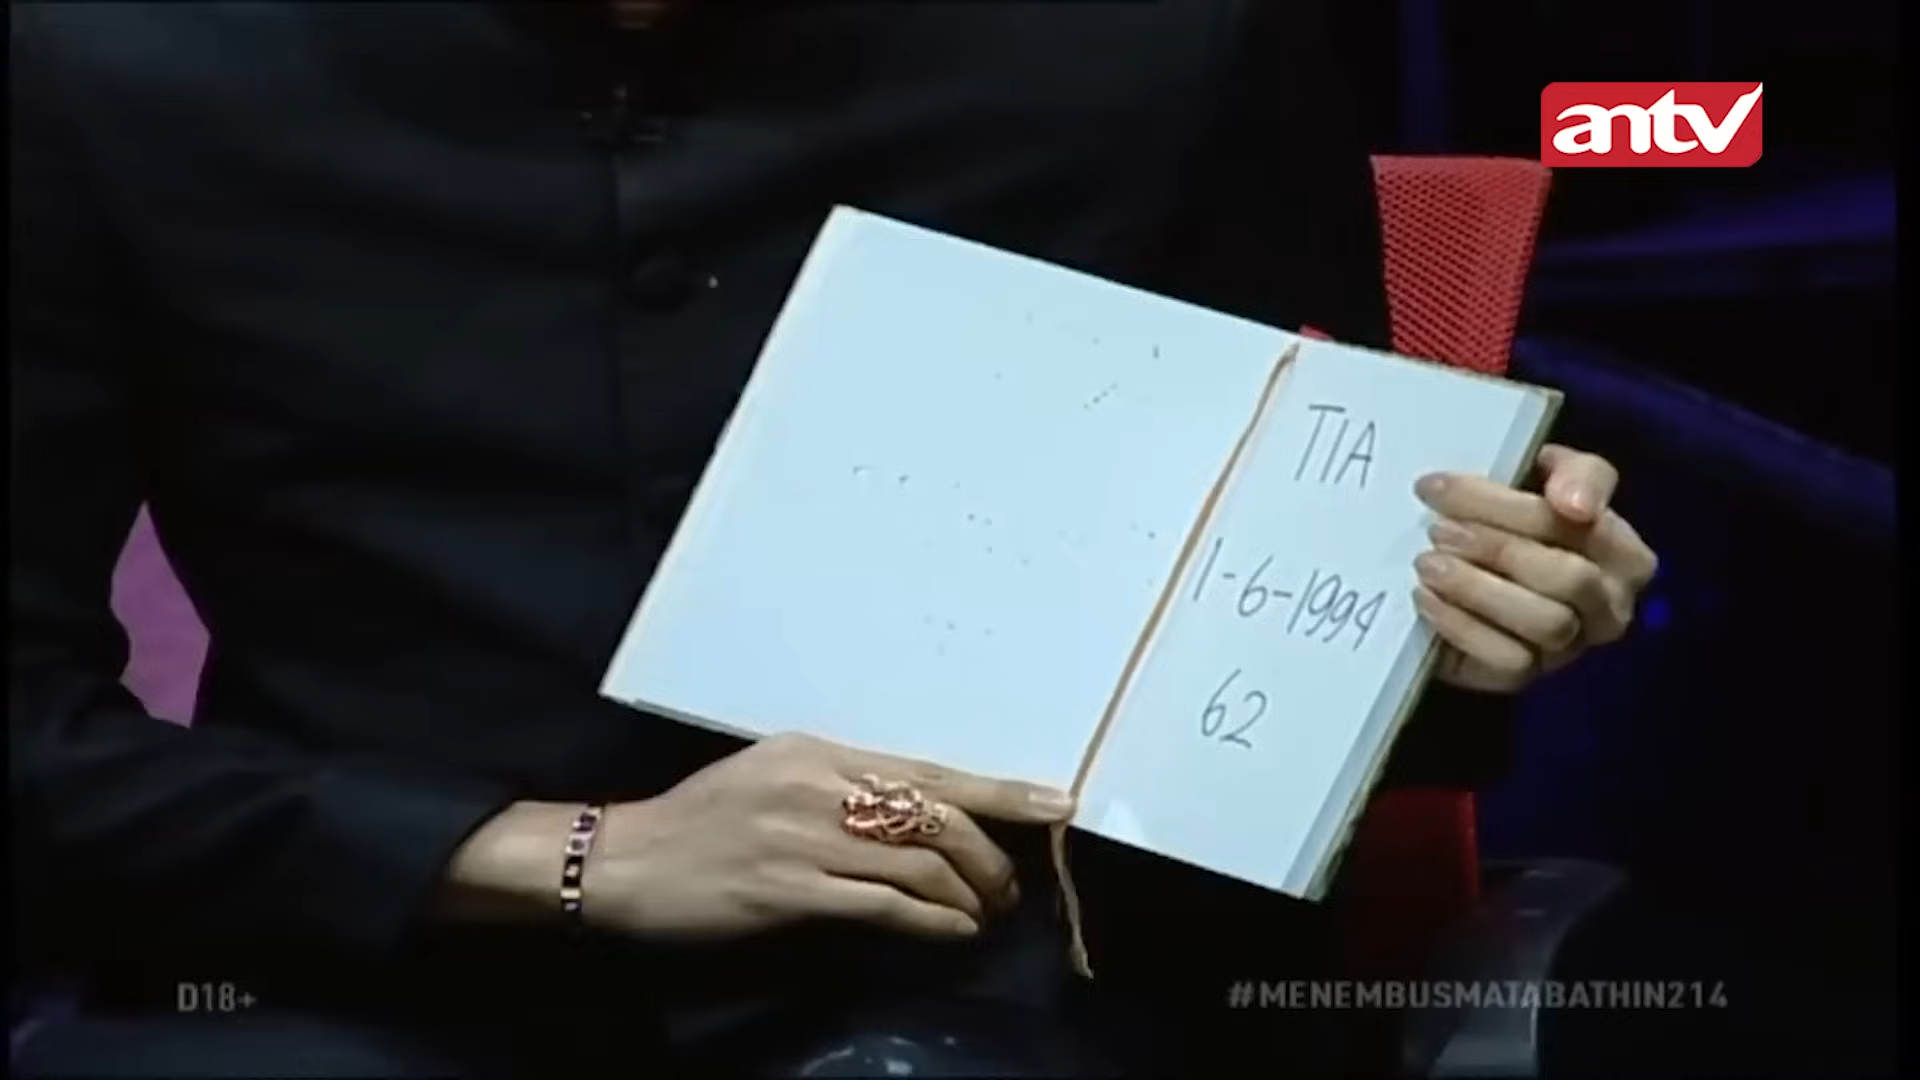 antv
TIA
1-6-1994
62
D18+
#MENEMBUSMATABATHIN214